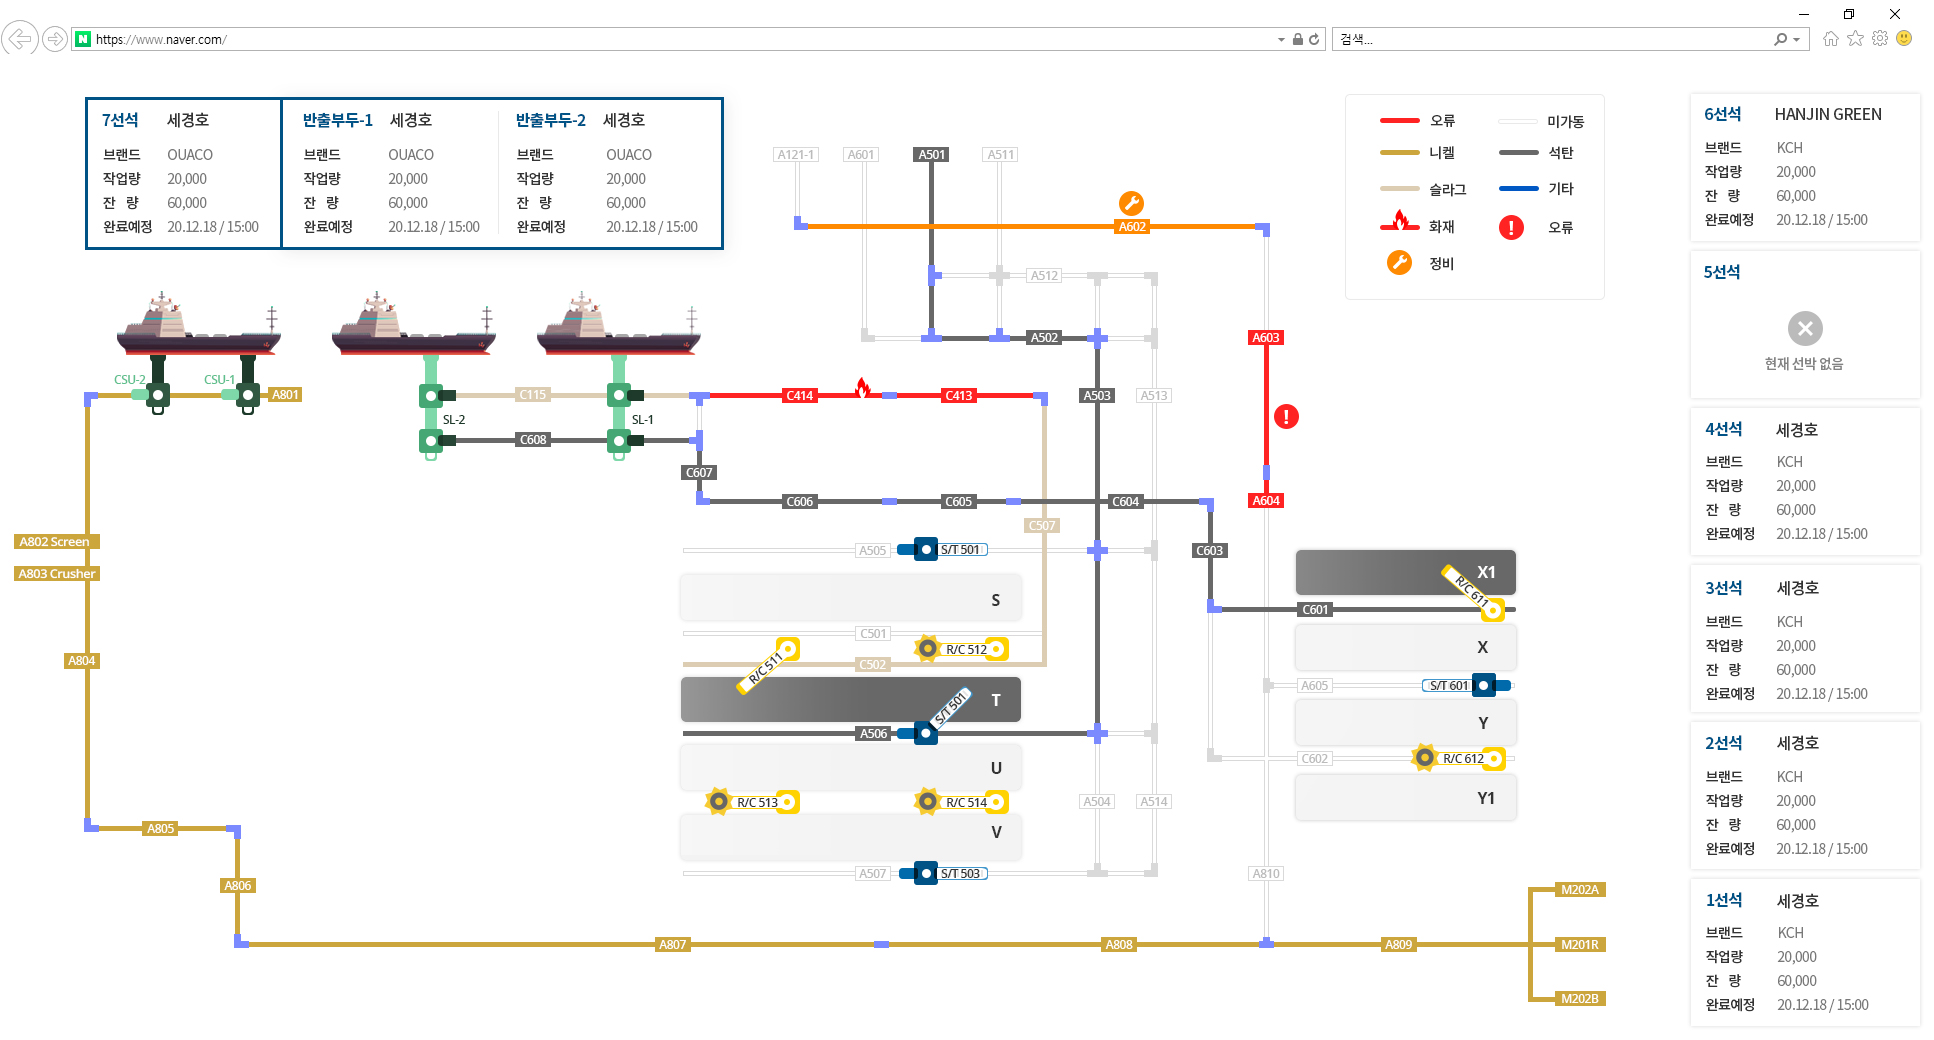 https://www.naver.com/
검색...
7선석 세경호
브랜드 OUACO
작업량 20,000
잔 량 60,000
완료예정 20.12.18 / 15:00
반출부두-1 세경호
브랜드 OUACO
작업량 20,000
잔 량 60,000
완료예정 20.12.18 / 15:00
반출부두-2 세경호
브랜드 OUACO
작업량 20,000
잔 량 60,000
완료예정 20.12.18 / 15:00
오류 미가동
니켈 석탄
슬라그 기타
화재 오류
정비
6선석 HANJIN GREEN
브랜드 KCH
작업량 20,000
잔 량 60,000
완료예정 20.12.18 / 15:00
5선석
현재 선박 없음
4선석 세경호
브랜드 KCH
작업량 20,000
잔 량 60,000
완료예정 20.12.18 / 15:00
3선석 세경호
브랜드 KCH
작업량 20,000
잔 량 60,000
완료예정 20.12.18 / 15:00
2선석 세경호
브랜드 KCH
작업량 20,000
잔 량 60,000
완료예정 20.12.18 / 15:00
1선석 세경호
브랜드 KCH
작업량 20,000
잔 량 60,000
완료예정 20.12.18 / 15:00
A121-1 A601 A501 A511
A602
A512
A502
A603
CSU-2 CSU-1 A801
C115
C414 C413
A503 A513
SL-2 SL-1
C608
C607
C606 C605 C604
A604
C507
A802 Screen
A803 Crusher
A505 S/T 501
C603
X1
R/C 611
S
C601
C501
R/C 511
R/C 512
X
A804
C502
A605 S/T 601
T
S/T 501
Y
A506
C602 R/C 612
U
R/C 513 R/C 514
A504 A514
Y1
A805
V
A507 S/T 503
A810
A806
M202A
A807 A808 A809 M201R
M202B